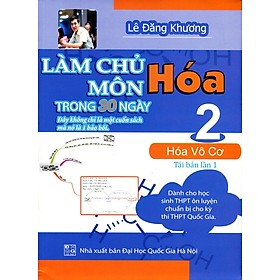 Lê Đăng Khương
LÀM CHỦ
MÔN Hóa
TRONG 30 NGÀY
Đây không chỉ là một cuốn sách
mà nó là 1 bảo bối.
2
Hóa Vô Cơ
Tái bản lần 1
Dành cho học
sinh THPT ôn luyện
chuẩn bị cho kỳ
thi THPT Quốc Gia.
Nhà xuất bản Đại Học Quốc Gia Hà Nội